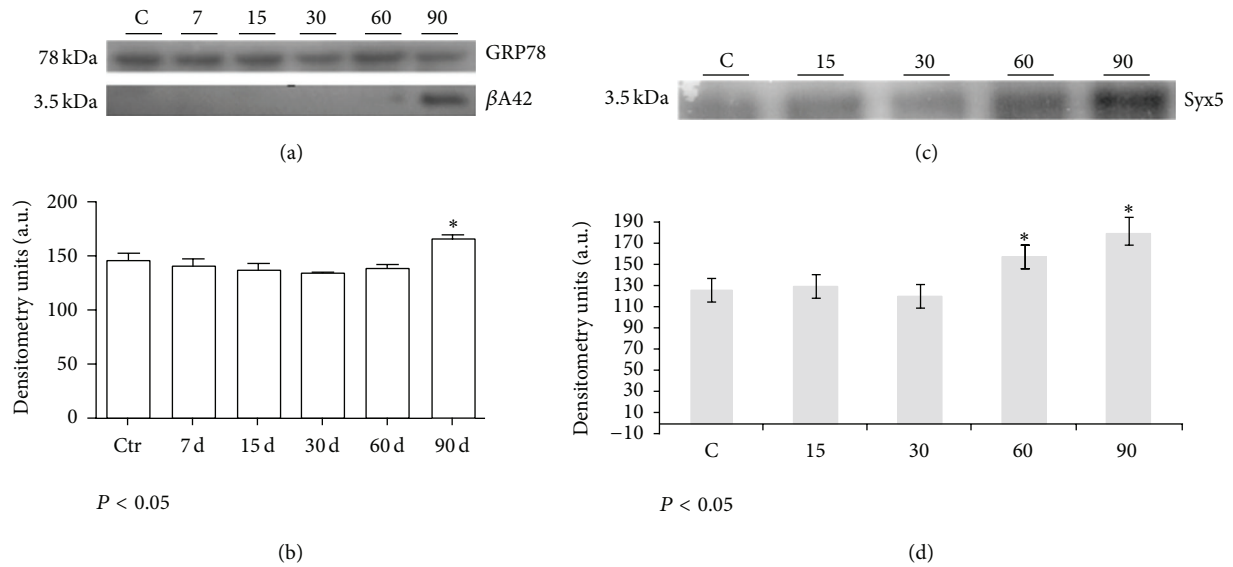 C 7 15 30 60 90
78 kDa GRP78
3.5 kDa βA42
(a)
200
150
100
50
0
Densitometry units (a.u.)
*
Ctr 7 d 15 d 30 d 60 d 90 d
P < 0.05
(b)
C 15 30 60 90
3.5 kDa Syx5
(c)
190
170
150
130
110
90
70
50
30
10
−10
Densitometry units (a.u.)
* *
C 15 30 60 90
P < 0.05
(d)